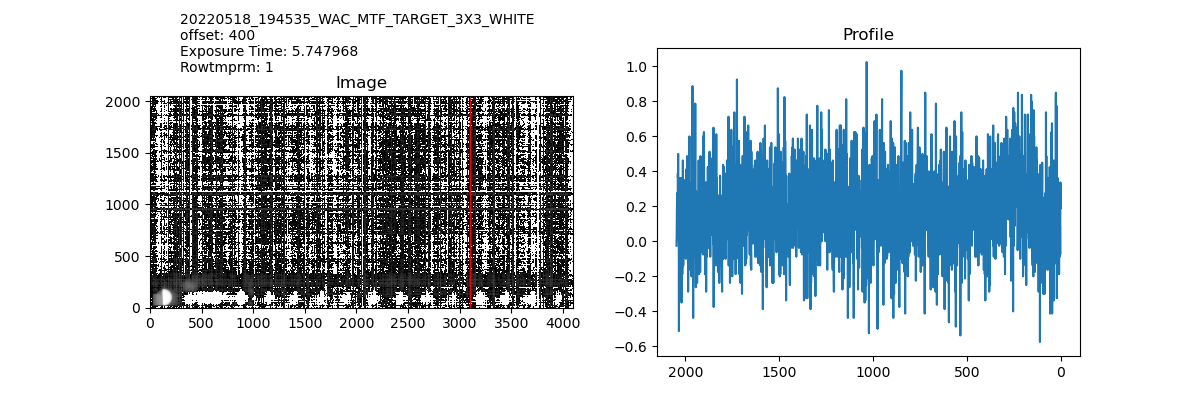 20220518_194535_WAC_MTF_TARGET_3X3_WHITE
offset: 400
Exposure Time: 5.747968
Rowtmprm: 1
Image
2000
1500
1000
500
0
0 500 1000 1500 2000 2500 3000 3500 4000
Profile
1.0
0.8
0.6
0.4
0.2
0.0
−0.2
−0.4
−0.6
2000 1500 1000 500 0